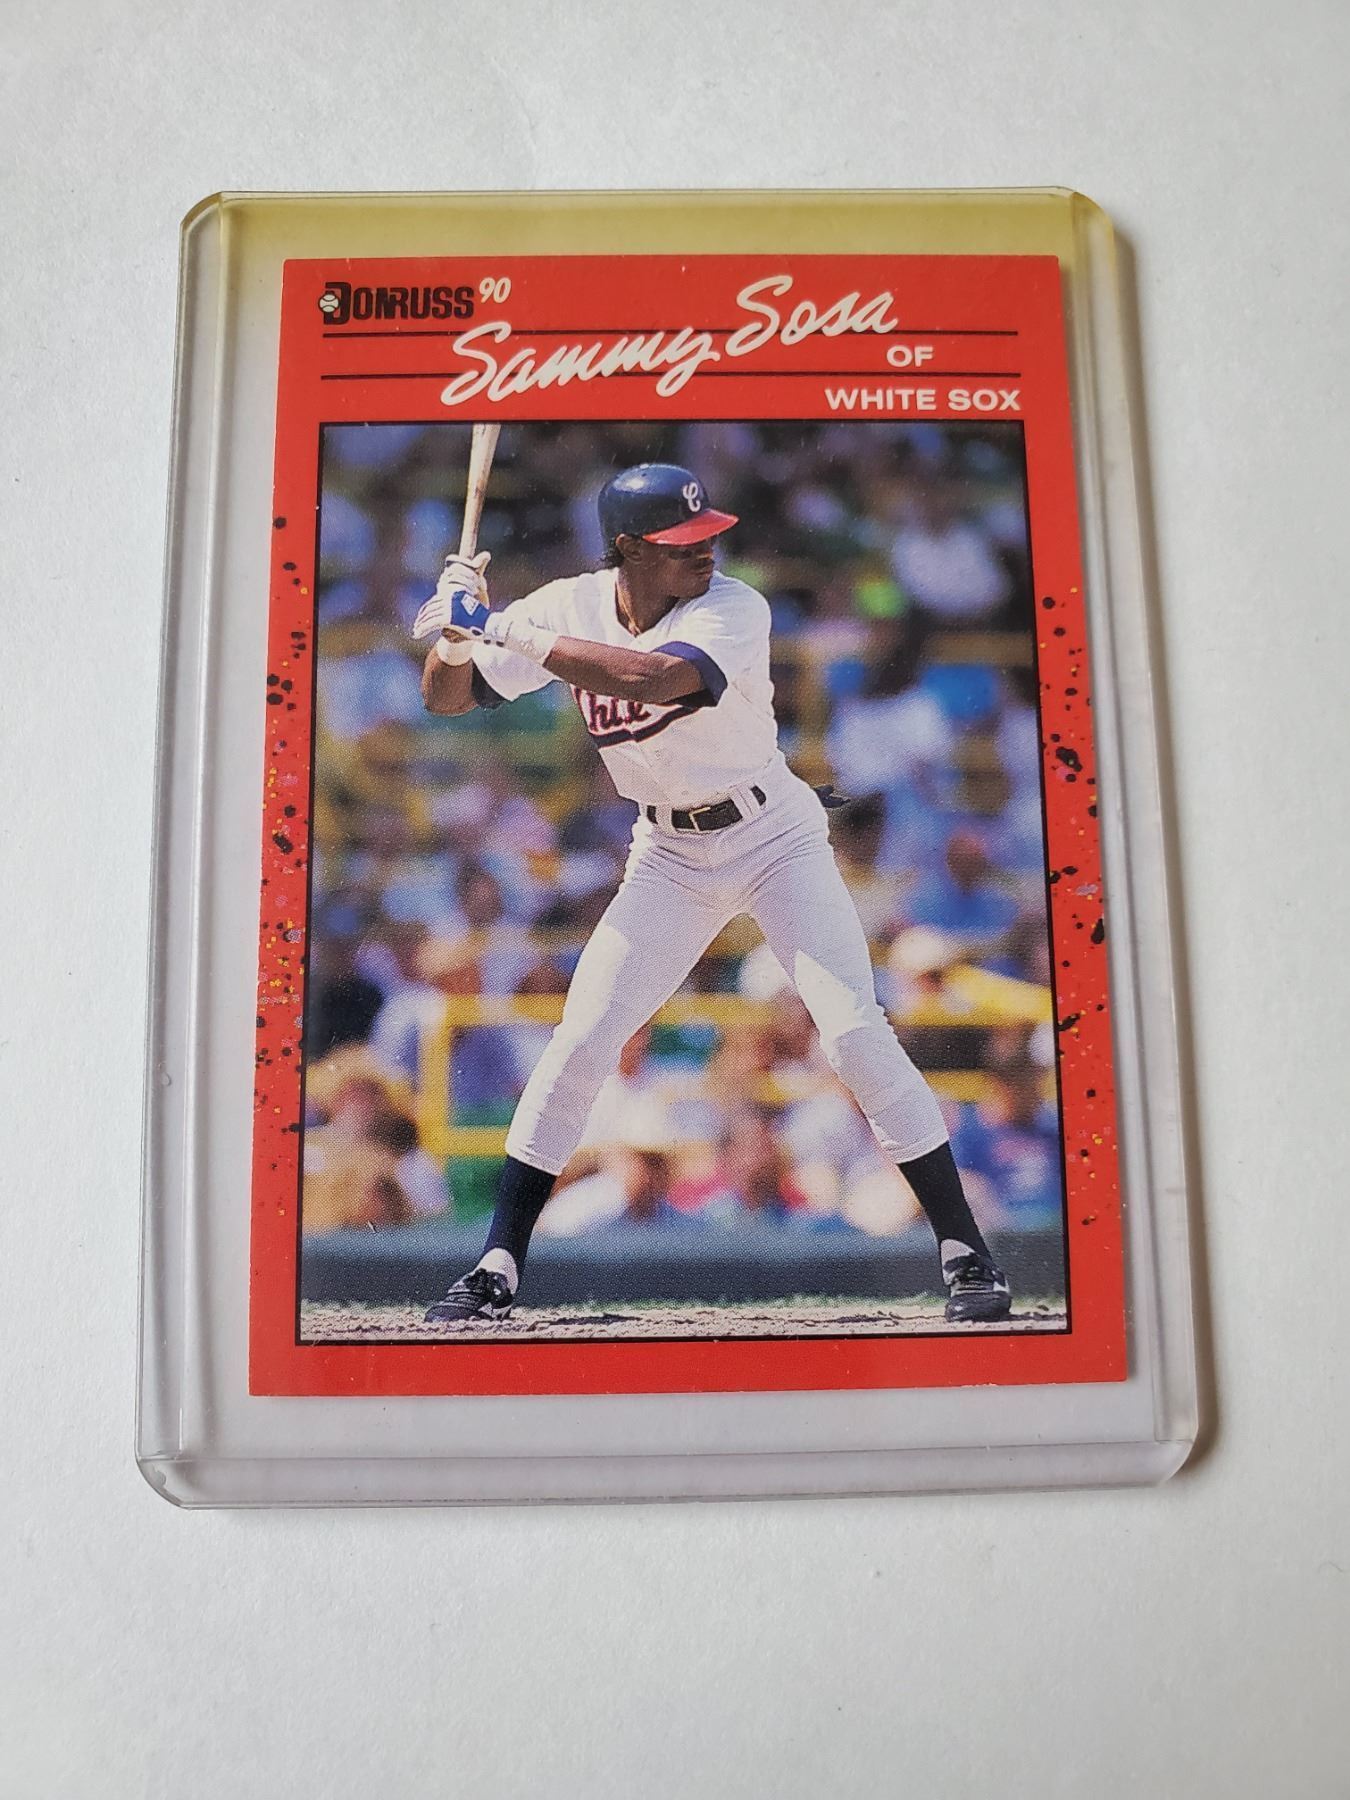 DONRUSS 90
Sammy Sosa
OF
WHITE SOX
C